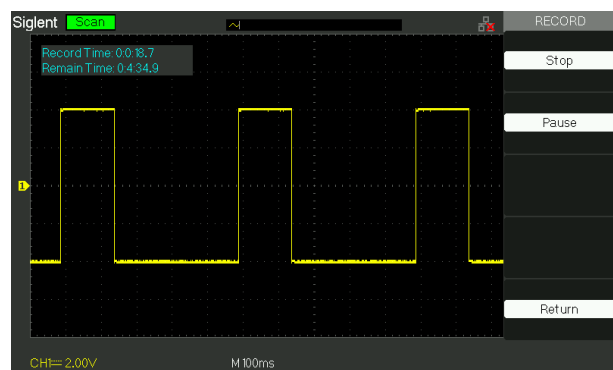 Siglent Scan RECORD
Record Time: 0:0:18.7
Remain Time: 0:4:34.9
Stop
Pause
1
Return
CH1 2.00V M 100ms